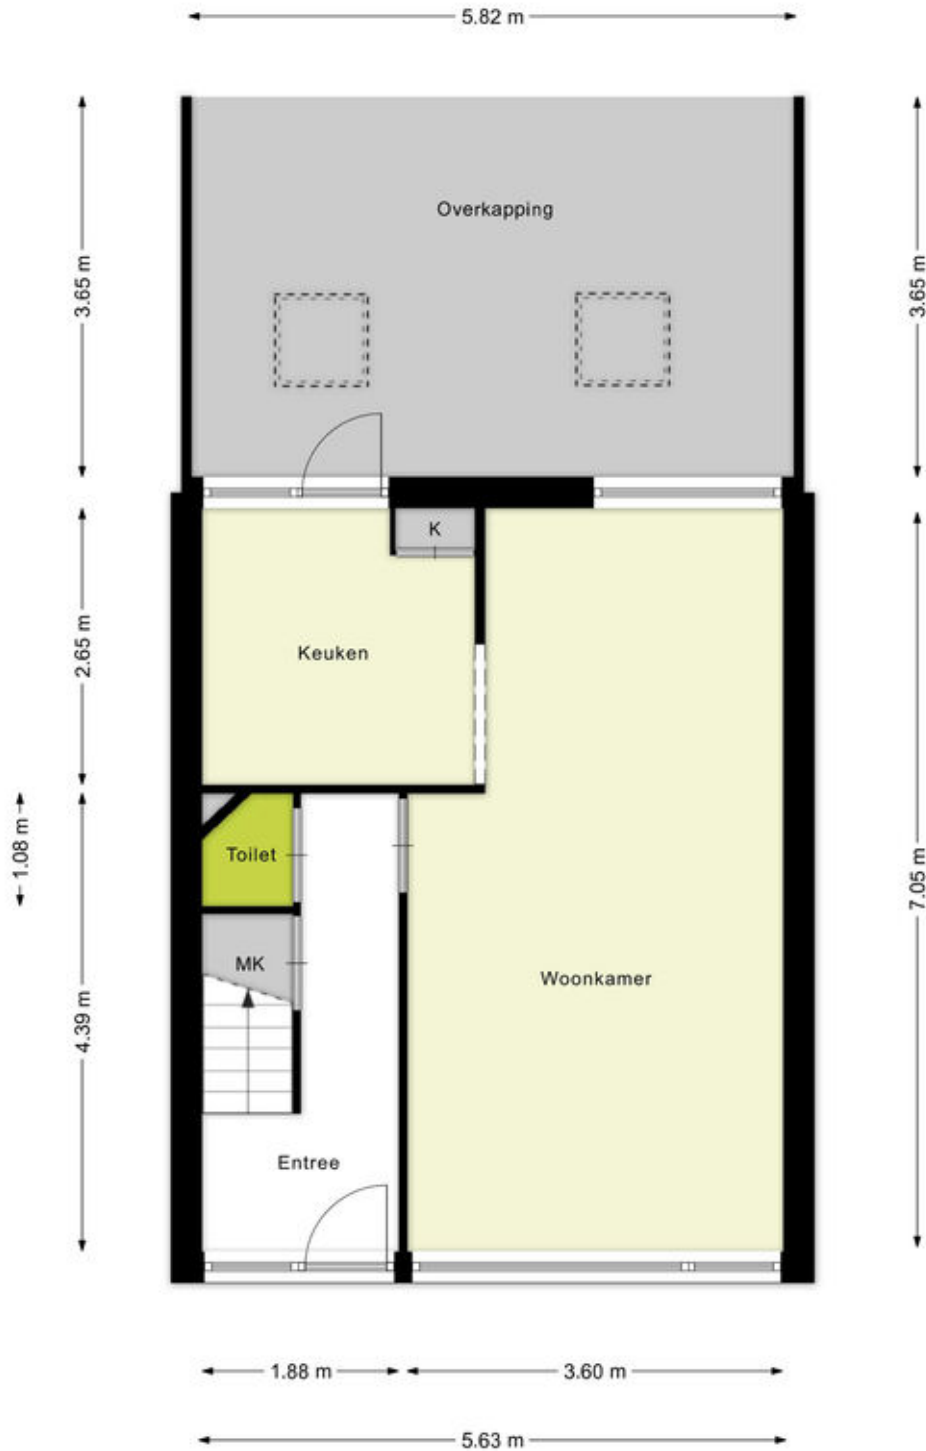 5.82 m
Overkapping
3.65 m
3.65 m
K
Keuken
2.65 m
Toilet
1.08 m
7.05 m
MK
Woonkamer
4.39 m
Entree
1.88 m
3.60 m
5.63 m